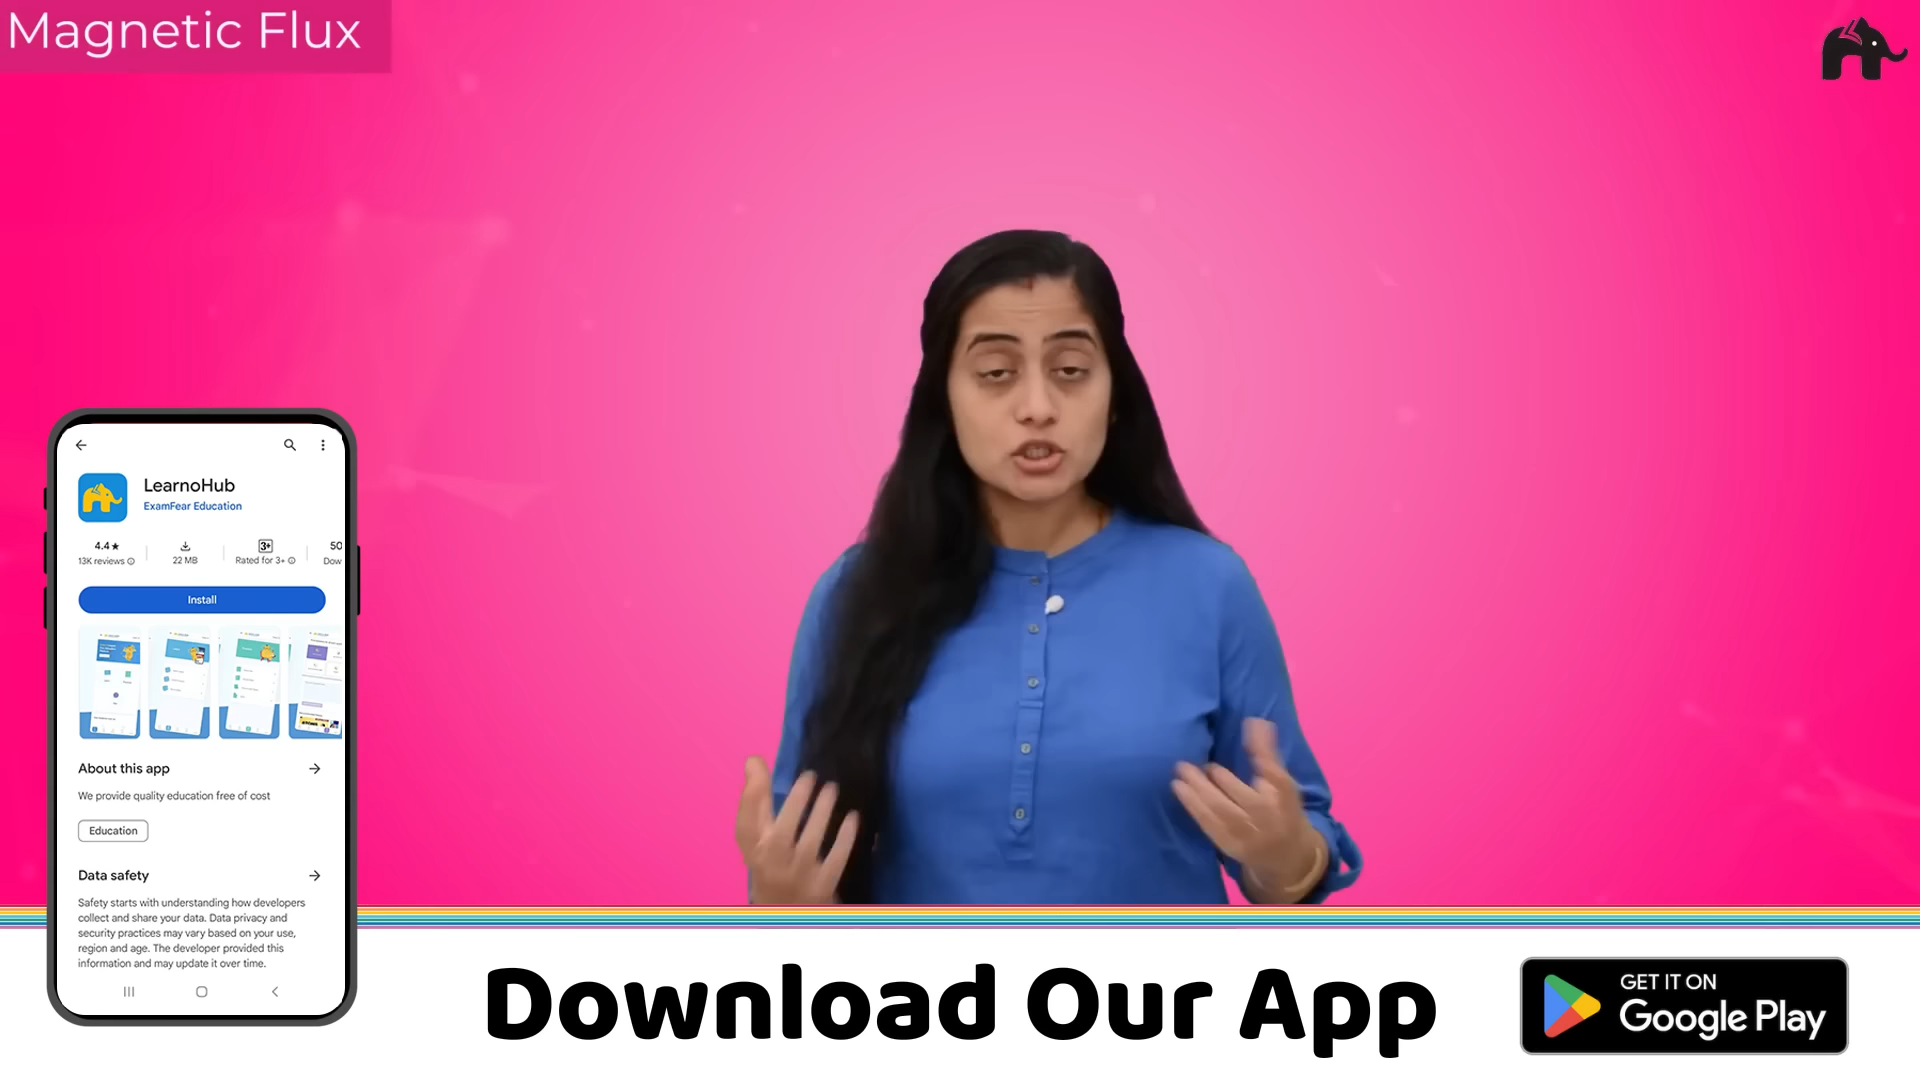 Magnetic Flux
LearnoHub
ExamFear Education
4.4★
13K reviews
22 MB
3+
Rated for 3+
50
Dow
Install
About this app
We provide quality education free of cost
Education
Data safety
Safety starts with understanding how developers
collect and share your data. Data privacy and
security practices may vary based on your use,
region and age. The developer provided this
information and may update it over time.
Download Our App
GET IT ON
Google Play